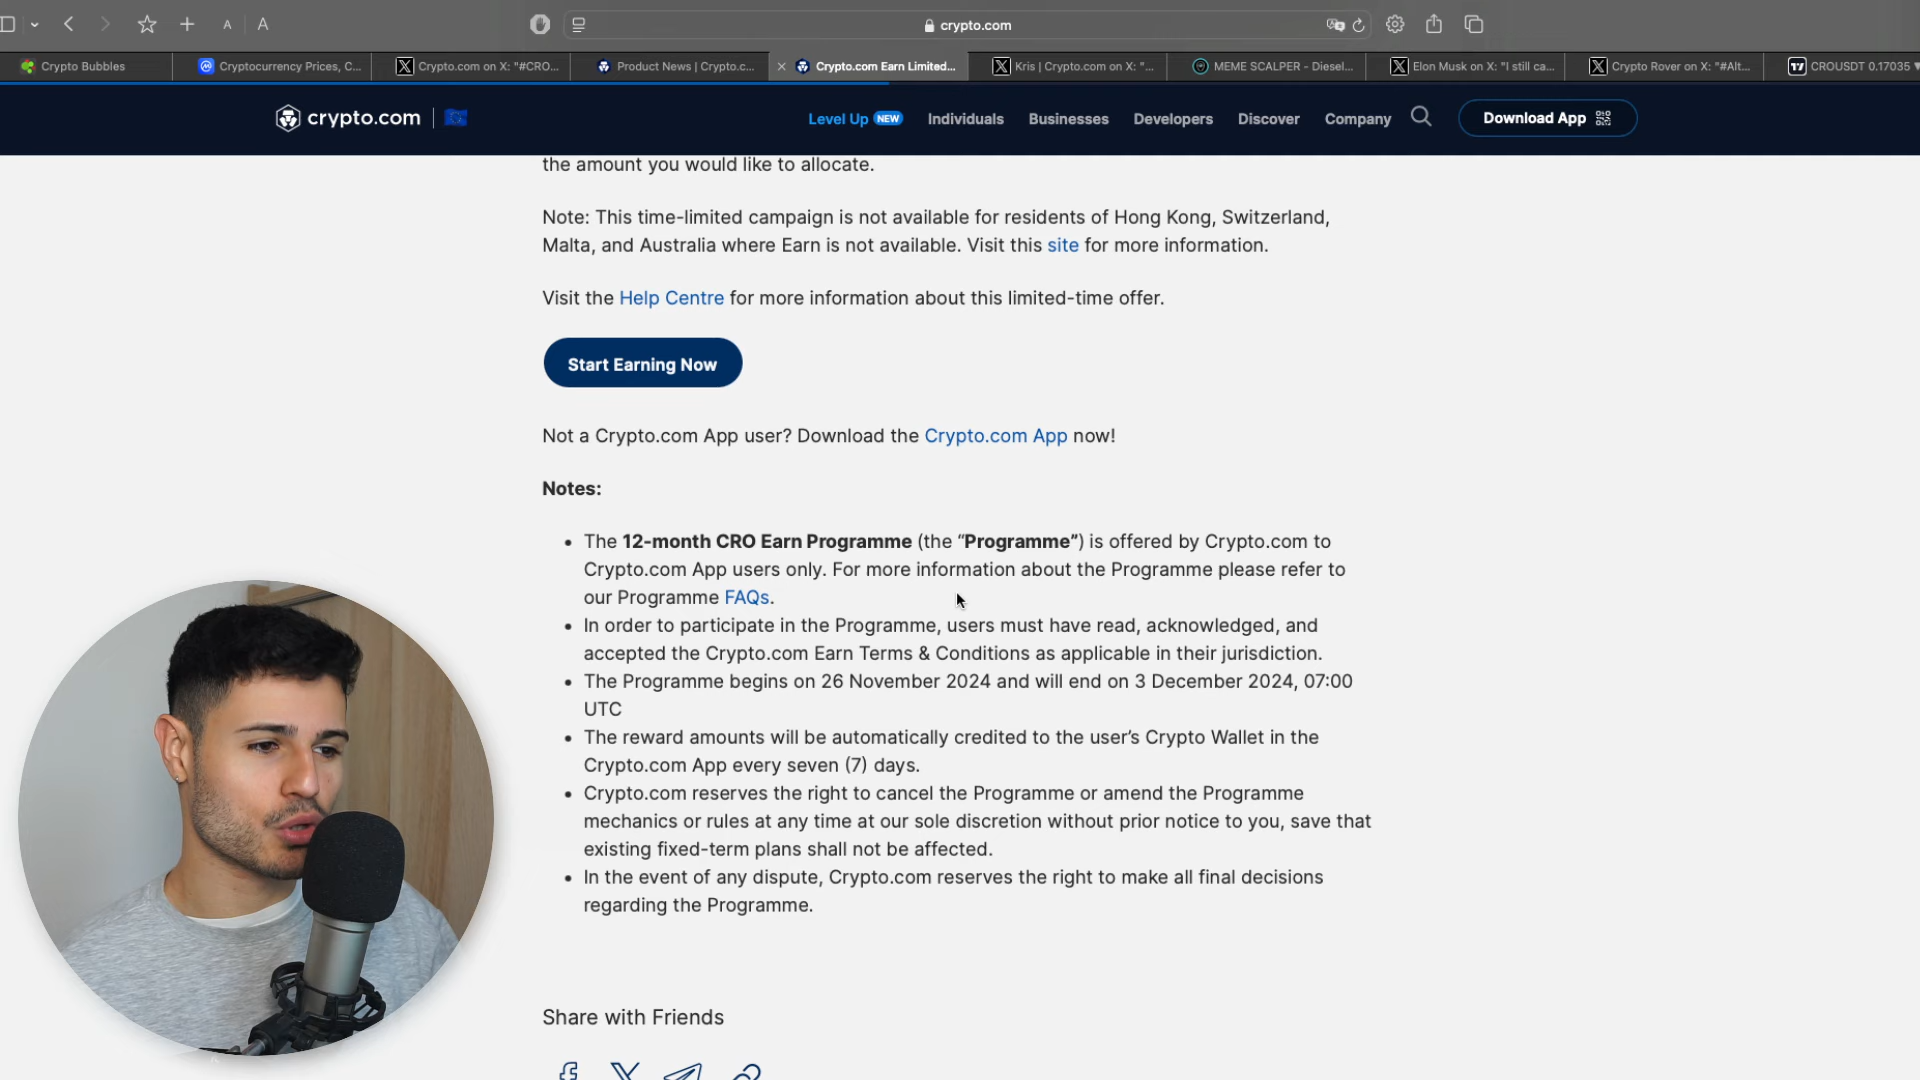 A A
crypto.com
Crypto Bubbles
Cryptocurrency Prices, C...
Crypto.com on X: "#CRO...
Product News | Crypto.c...
Crypto.com Earn Limited...
Kris | Crypto.com on X: "...
MEME SCALPER - Diesel...
Elon Musk on X: "I still ca...
Crypto Rover on X: "#Alt...
CROUSDT 0.17035 ▼
crypto.com
Level Up NEW
Individuals
Businesses
Developers
Discover
Company
Download App
the amount you would like to allocate.
Note: This time-limited campaign is not available for residents of Hong Kong, Switzerland,
Malta, and Australia where Earn is not available. Visit this site for more information.
Visit the Help Centre for more information about this limited-time offer.
Start Earning Now
Not a Crypto.com App user? Download the Crypto.com App now!
Notes:
• The 12-month CRO Earn Programme (the “Programme”) is offered by Crypto.com to
Crypto.com App users only. For more information about the Programme please refer to
our Programme FAQs.
• In order to participate in the Programme, users must have read, acknowledged, and
accepted the Crypto.com Earn Terms & Conditions as applicable in their jurisdiction.
• The Programme begins on 26 November 2024 and will end on 3 December 2024, 07:00
UTC
• The reward amounts will be automatically credited to the user’s Crypto Wallet in the
Crypto.com App every seven (7) days.
• Crypto.com reserves the right to cancel the Programme or amend the Programme
mechanics or rules at any time at our sole discretion without prior notice to you, save that
existing fixed-term plans shall not be affected.
• In the event of any dispute, Crypto.com reserves the right to make all final decisions
regarding the Programme.
Share with Friends